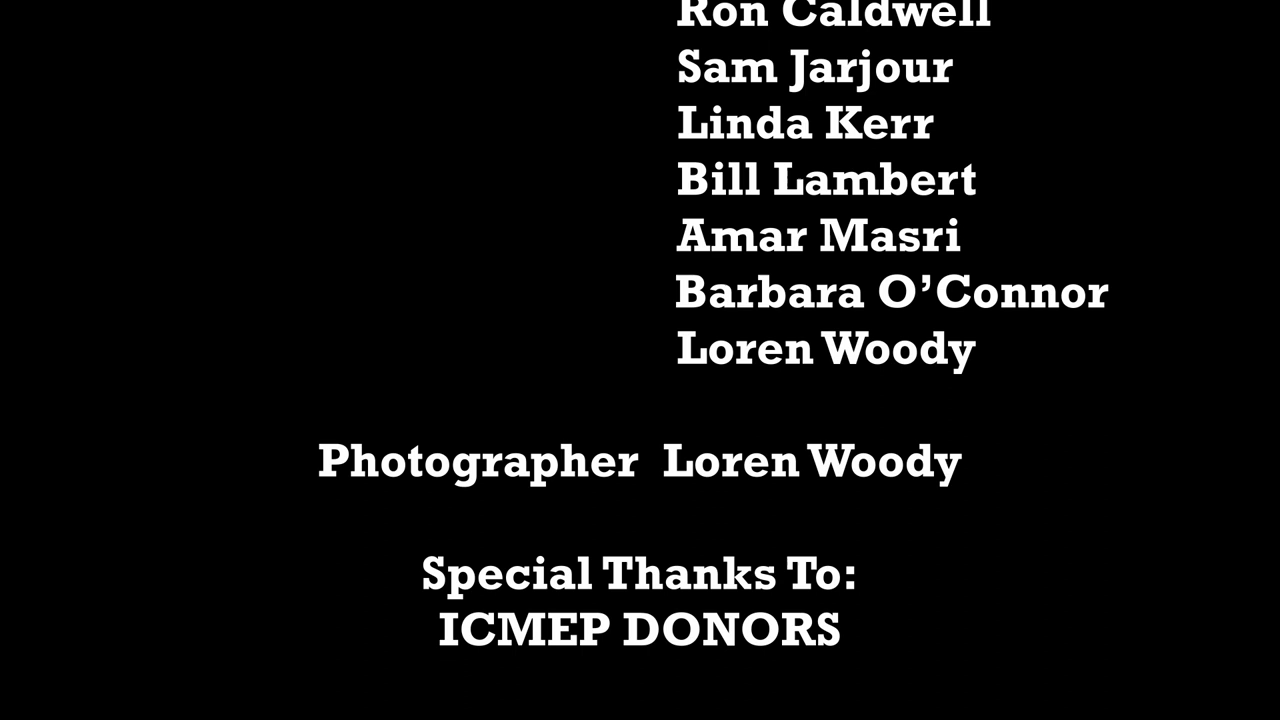 Ron Caldwell
Sam Jarjour
Linda Kerr
Bill Lambert
Amar Masri
Barbara O’Connor
Loren Woody
Photographer Loren Woody
Special Thanks To:
ICMEP DONORS